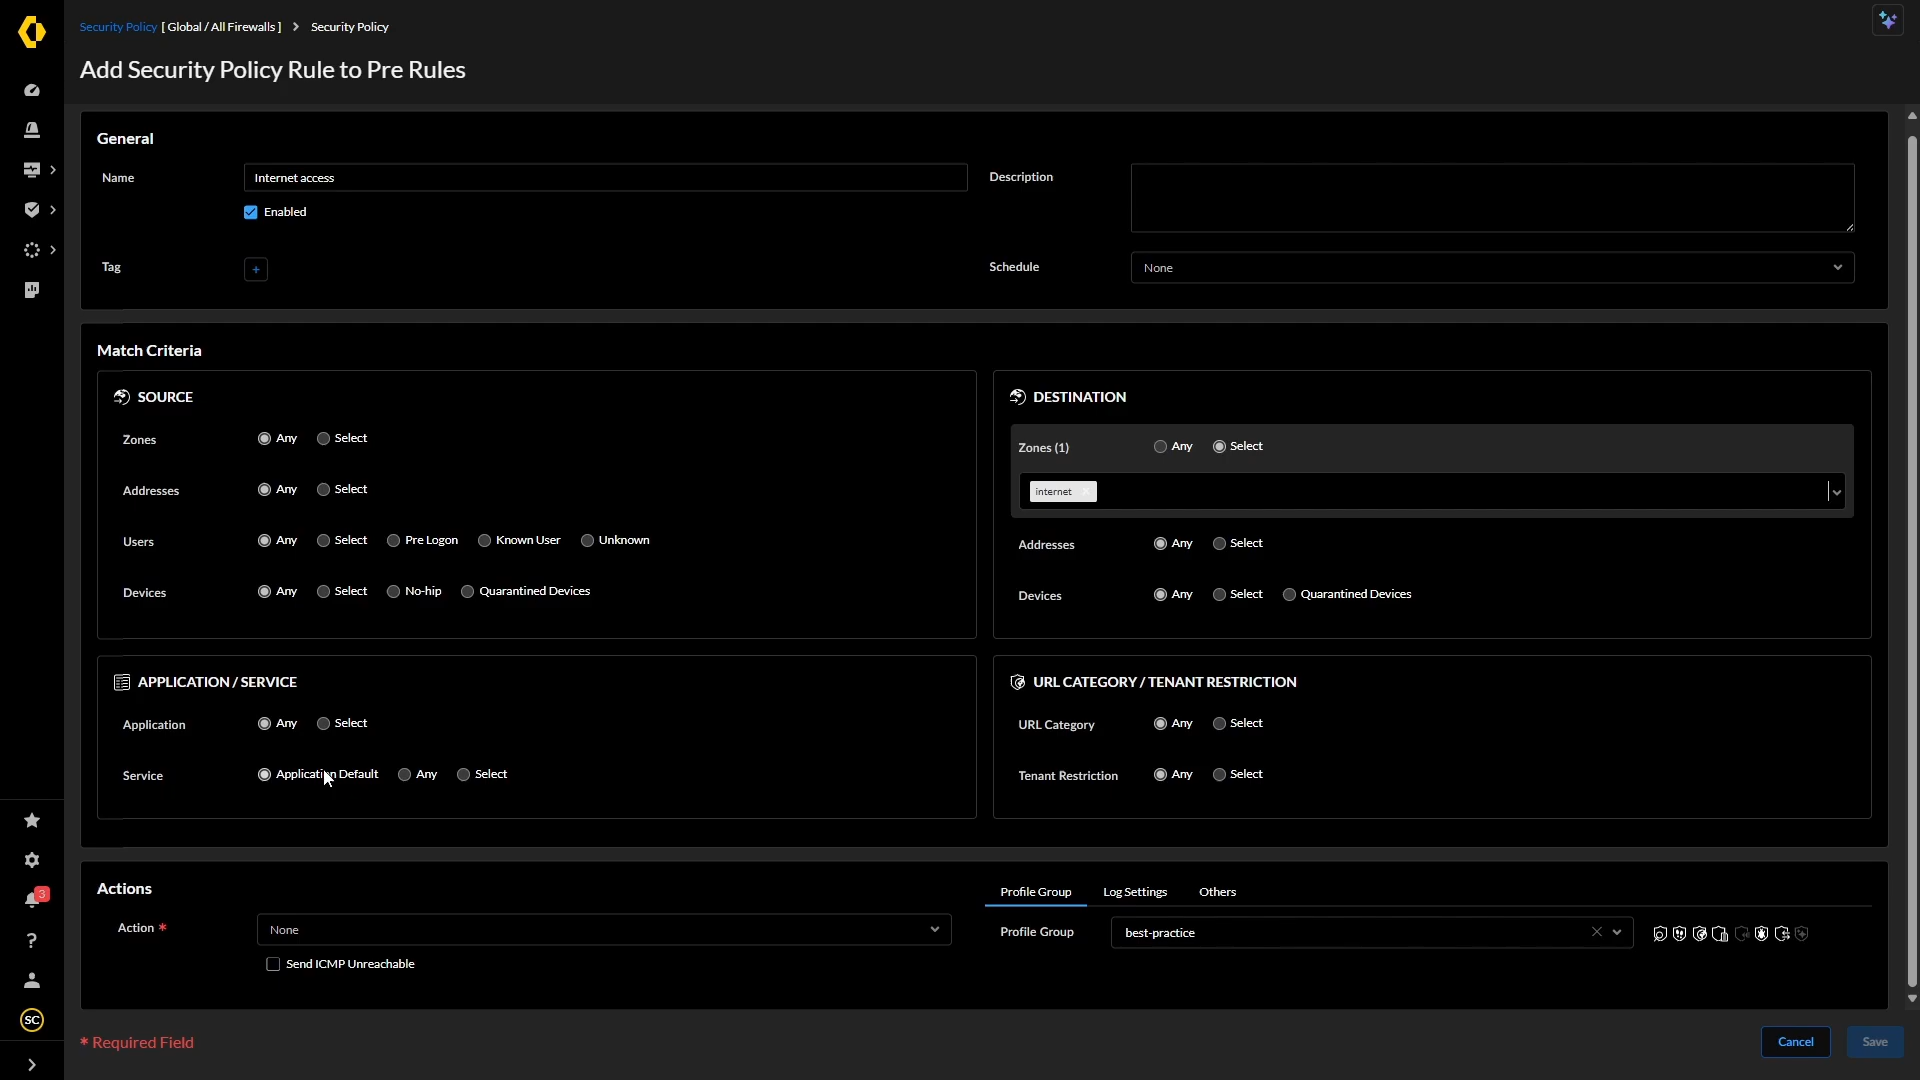 Security Policy [ Global / All Firewalls ] > Security Policy
Add Security Policy Rule to Pre Rules
General
Name
Internet access
Description
Enabled
Tag
+
Schedule
None
Match Criteria
SOURCE
Zones
Any
Select
Addresses
Any
Select
Users
Any
Select
Pre Logon
Known User
Unknown
Devices
Any
Select
No-hip
Quarantined Devices
DESTINATION
Zones (1)
Any
Select
internet
Addresses
Any
Select
Devices
Any
Select
Quarantined Devices
APPLICATION / SERVICE
Application
Any
Select
Service
Application Default
Any
Select
URL CATEGORY / TENANT RESTRICTION
URL Category
Any
Select
Tenant Restriction
Any
Select
Actions
Action *
None
Send ICMP Unreachable
Profile Group
Log Settings
Others
Profile Group
best-practice
3
?
SC
* Required Field
Cancel
Save